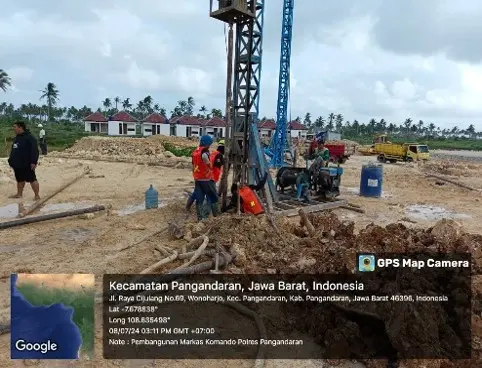 GPS Map Camera
Kecamatan Pangandaran, Jawa Barat, Indonesia
Jl. Raya Cijulang No.69, Wonoharjo, Kec. Pangandaran, Kab. Pangandaran, Jawa Barat 46396, Indonesia
Lat -7.678838°
Long 108.635498°
08/07/24 03:11 PM GMT +07:00
Note : Pembangunan Markas Komando Polres Pangandaran
Google